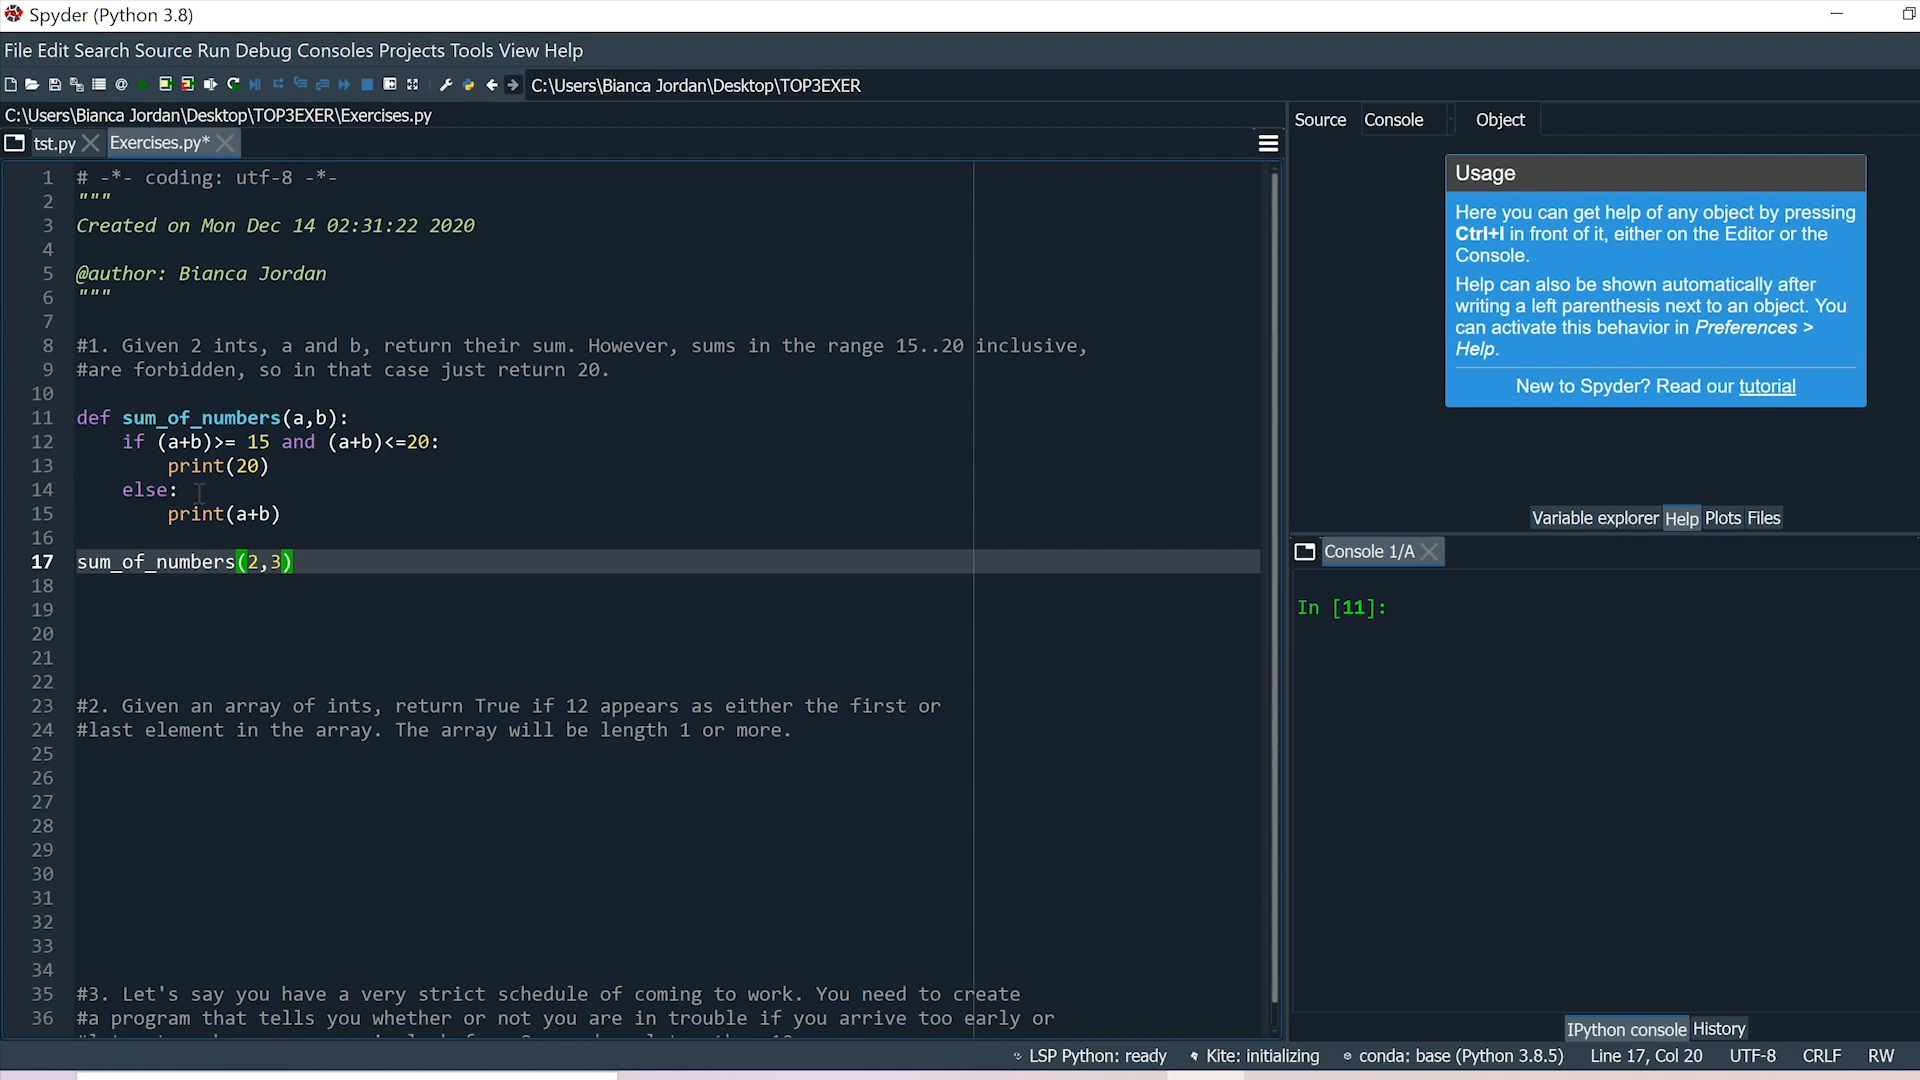 Spyder (Python 3.8)
File Edit Search Source Run Debug Consoles Projects Tools View Help
C:\Users\Bianca Jordan\Desktop\TOP3EXER
C:\Users\Bianca Jordan\Desktop\TOP3EXER\Exercises.py
tst.py
Exercises.py*
1 # -*- coding: utf-8 -*-
2 """
3 Created on Mon Dec 14 02:31:22 2020
4
5 @author: Bianca Jordan
6 """
7
8 #1. Given 2 ints, a and b, return their sum. However, sums in the range 15..20 inclusive,
9 #are forbidden, so in that case just return 20.
10
11 def sum_of_numbers(a,b):
12 if (a+b)>= 15 and (a+b)<=20:
13 print(20)
14 else:
15 print(a+b)
16
17 sum_of_numbers(2,3)
18
19
20
21
22
23 #2. Given an array of ints, return True if 12 appears as either the first or
24 #last element in the array. The array will be length 1 or more.
25
26
27
28
29
30
31
32
33
34
35 #3. Let's say you have a very strict schedule of coming to work. You need to create
36 #a program that tells you whether or not you are in trouble if you arrive too early or
Source Console Object
Usage
Here you can get help of any object by pressing
Ctrl+I in front of it, either on the Editor or the
Console.
Help can also be shown automatically after
writing a left parenthesis next to an object. You
can activate this behavior in Preferences >
Help.
New to Spyder? Read our tutorial
Variable explorer Help Plots Files
Console 1/A
In [11]:
IPython console History
LSP Python: ready Kite: initializing conda: base (Python 3.8.5) Line 17, Col 20 UTF-8 CRLF RW